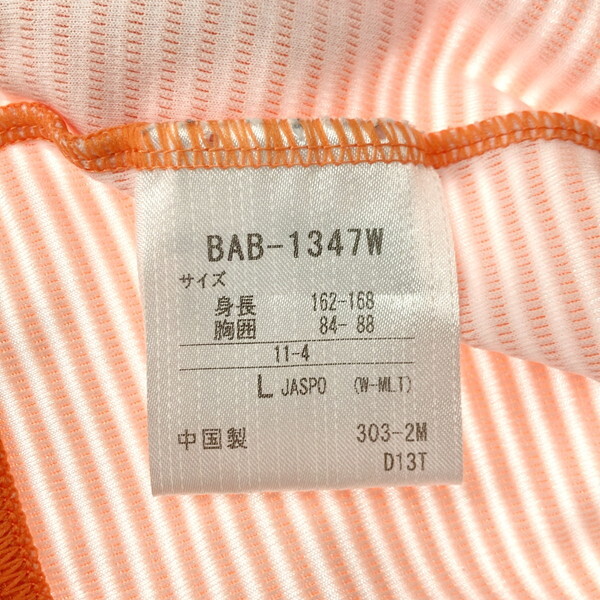 BAB-1347W
サイズ
身長 162-168
胸囲 84- 88
11-4
L JASPO (W-ML.T)
中国製 303-2M
D13T